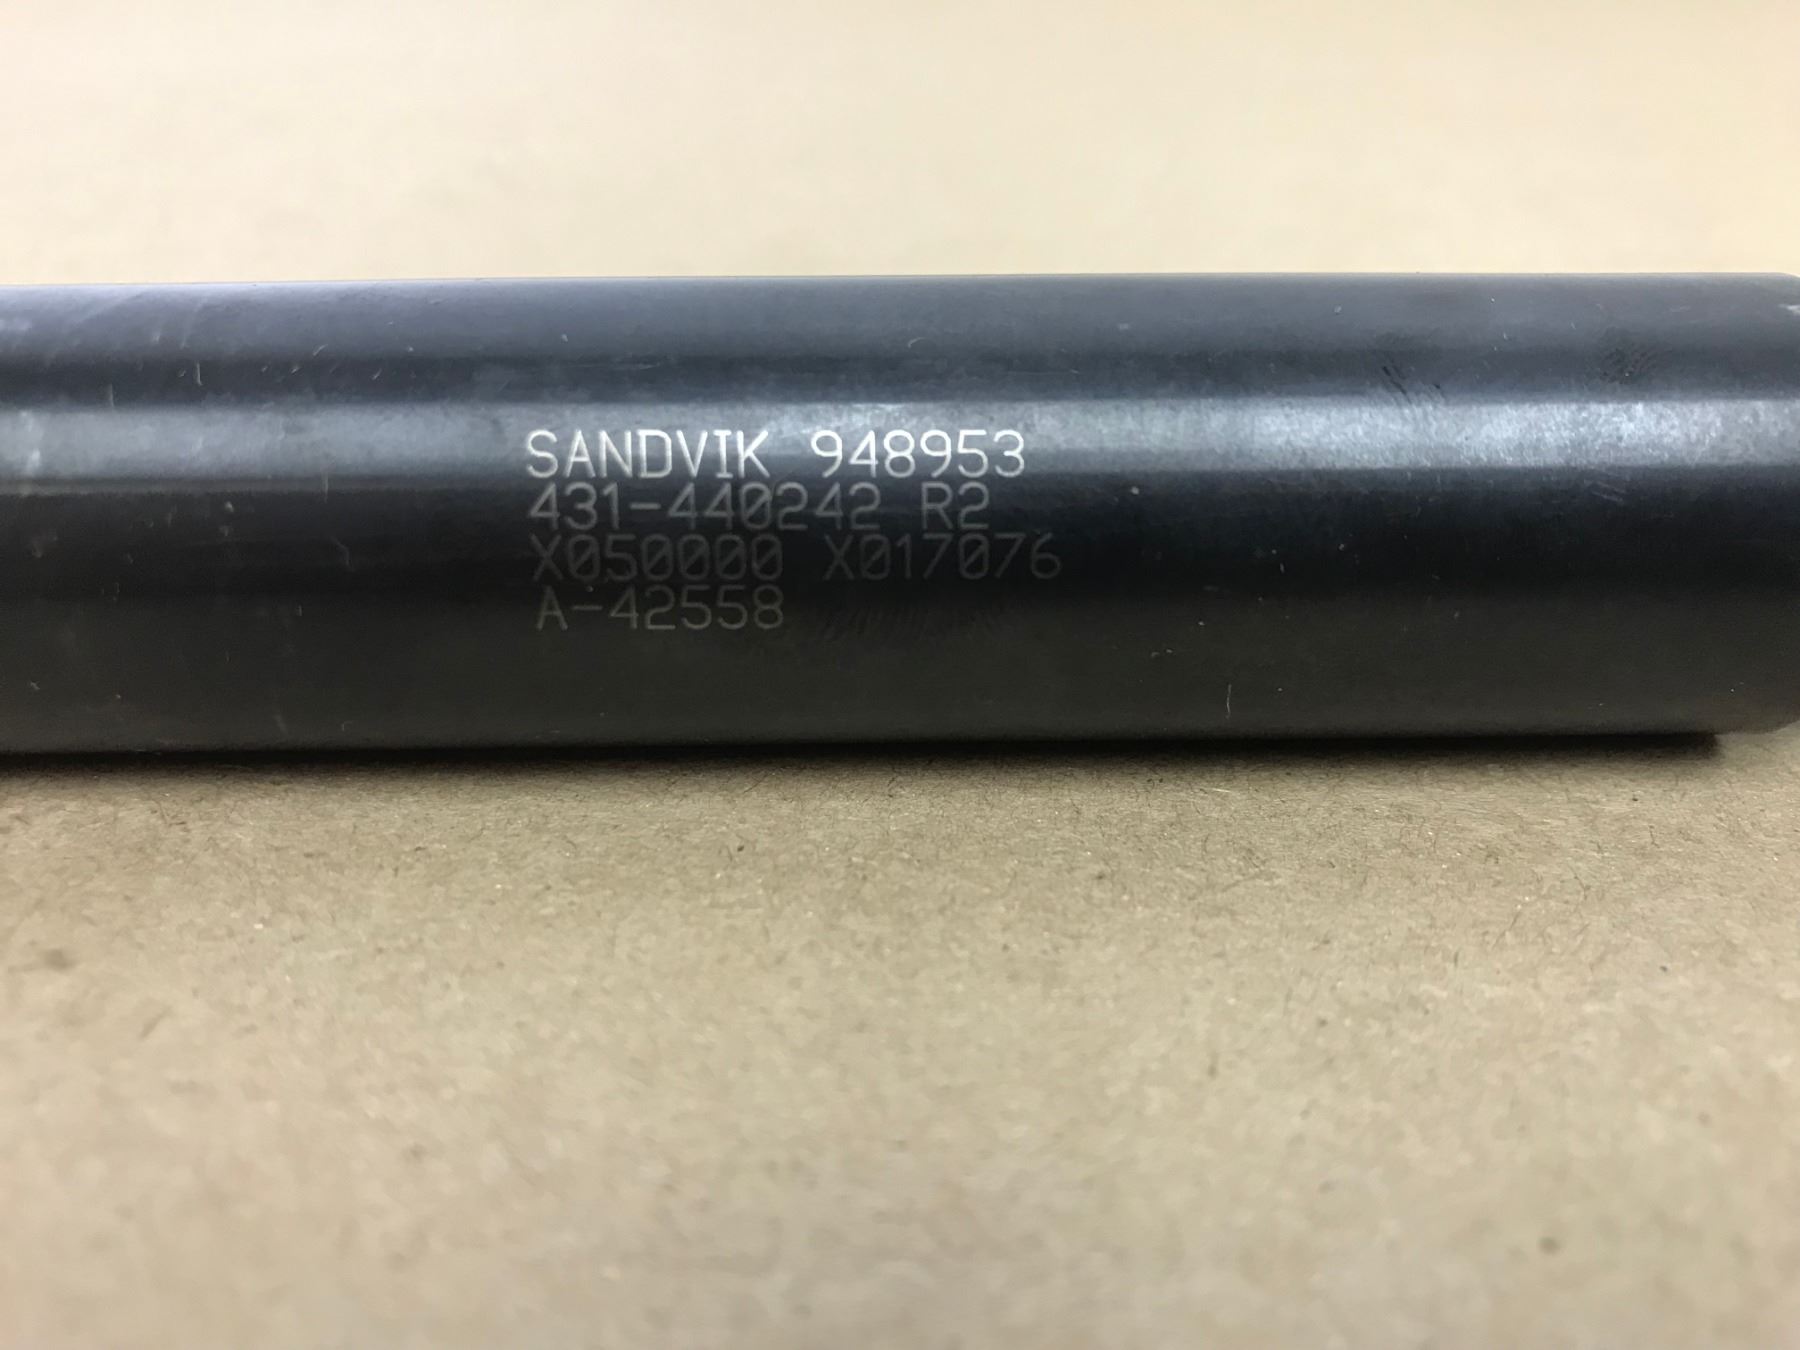 SANDVIK 948953
431-440242 R2
X050000 X017076
A-42558